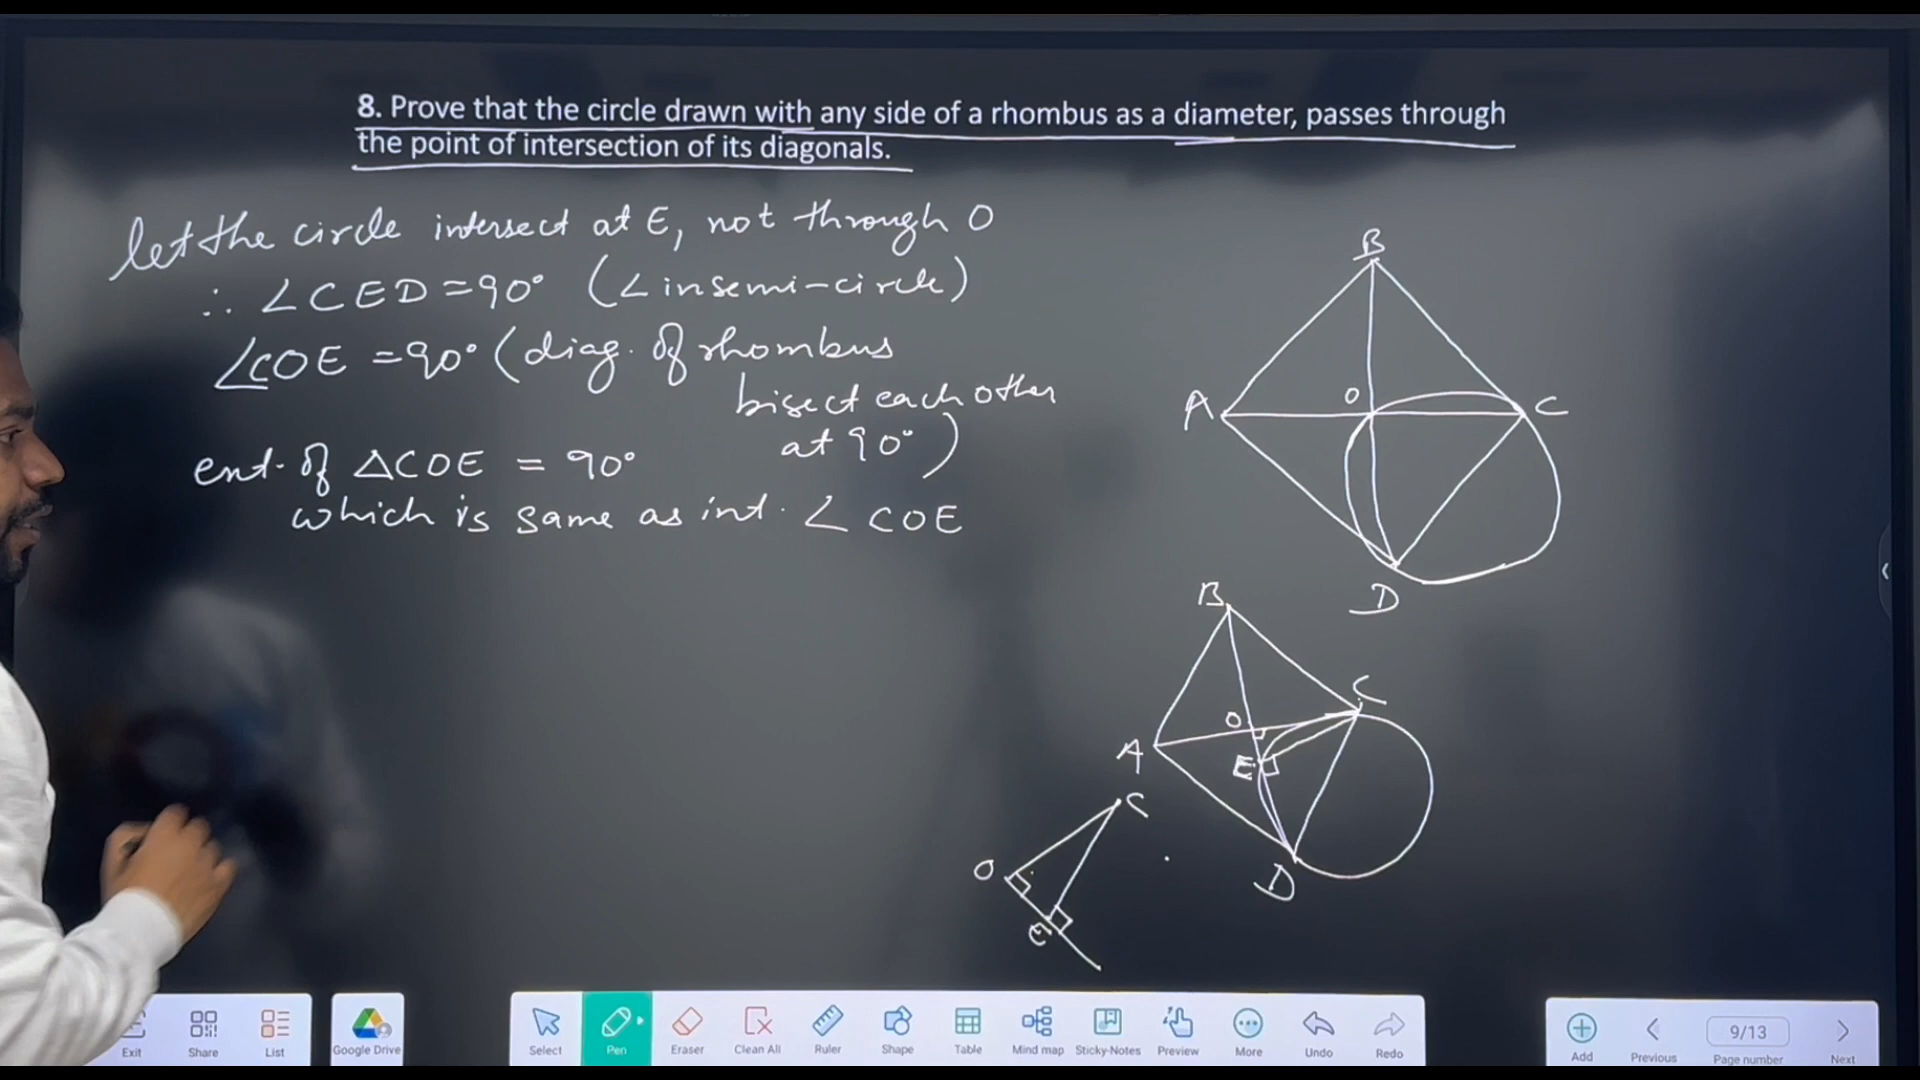 8. Prove that the circle drawn with any side of a rhombus as a diameter, passes through
the point of intersection of its diagonals.
let the circle intersect at E, not through O
∴ ∠CED = 90° (∠ in semi-circle)
∠COE = 90° (diag. of rhombus
bisect each other
at 90°)
ent. of △COE = 90°
which is same as int. ∠ COE
B
A
O
C
D
B
O
C
A
E
D
C
O
e
Exit
Share
List
Google Drive
Select
Pen
Eraser
Clean All
Ruler
Shape
Table
Mind map
Sticky-Notes
Preview
More
Undo
Redo
Add
Previous
9/13
Page number
Next